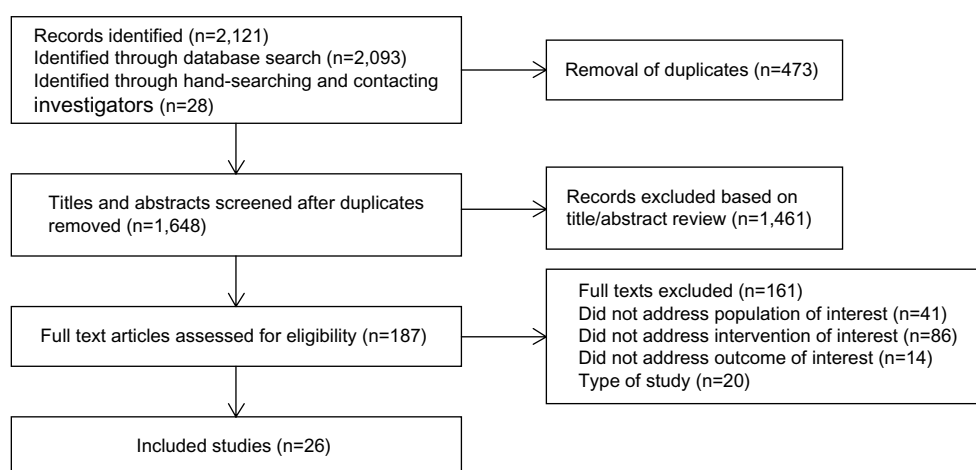 Records identified (n=2,121)
Identified through database search (n=2,093)
Identified through hand-searching and contacting
investigators (n=28)
Removal of duplicates (n=473)
Titles and abstracts screened after duplicates
removed (n=1,648)
Records excluded based on
title/abstract review (n=1,461)
Full text articles assessed for eligibility (n=187)
Full texts excluded (n=161)
Did not address population of interest (n=41)
Did not address intervention of interest (n=86)
Did not address outcome of interest (n=14)
Type of study (n=20)
Included studies (n=26)